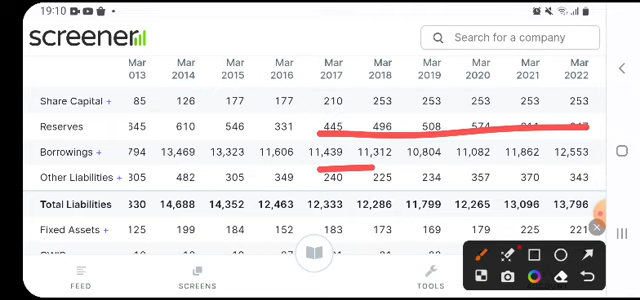 19:10
screener
Search for a company
Mar 2013 Mar 2014 Mar 2015 Mar 2016 Mar 2017 Mar 2018 Mar 2019 Mar 2020 Mar 2021 Mar 2022
Share Capital + 85 126 177 177 210 253 253 253 253 253
Reserves 645 610 546 331 445 496 508 574
Borrowings + 794 13,469 13,323 11,606 11,439 11,312 10,804 11,082 11,862 12,553
Other Liabilities + 305 482 305 349 240 225 234 357 370 343
Total Liabilities 330 14,688 14,352 12,463 12,333 12,286 11,799 12,265 13,096 13,796
Fixed Assets + 125 199 184 152 183 173 169 179 225 221
FEED SCREENS TOOLS